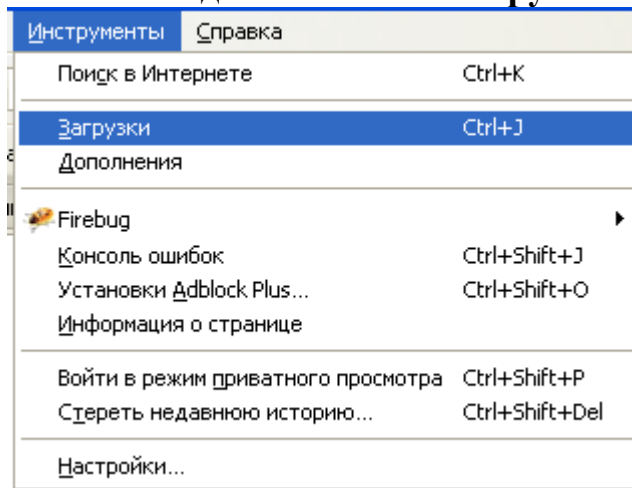 Инструменты Справка
Поиск в Интернете Ctrl+K
Загрузки Ctrl+J
Дополнения
Firebug
Консоль ошибок Ctrl+Shift+J
Установки Adblock Plus... Ctrl+Shift+O
Информация о странице
Войти в режим приватного просмотра Ctrl+Shift+P
Стереть недавнюю историю... Ctrl+Shift+Del
Настройки...